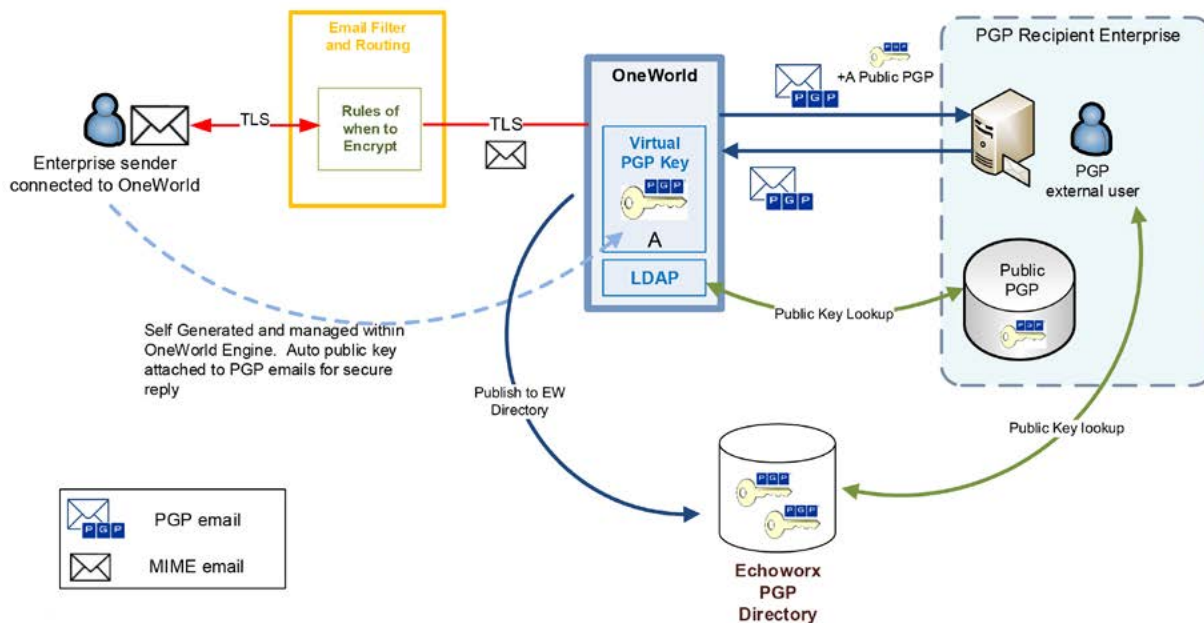 Email Filter
and Routing
Rules of
when to
Encrypt
TLS
Enterprise sender
connected to OneWorld
TLS
OneWorld
Virtual
PGP Key
PGP
A
LDAP
PGP
+A Public PGP
PGP
PGP
PGP Recipient Enterprise
PGP
external user
Public
PGP
PGP
Public Key Lookup
Self Generated and managed within
OneWorld Engine. Auto public key
attached to PGP emails for secure
reply
Publish to EW
Directory
Public Key lookup
PGP
PGP
Echoworx
PGP
Directory
PGP
PGP email
MIME email